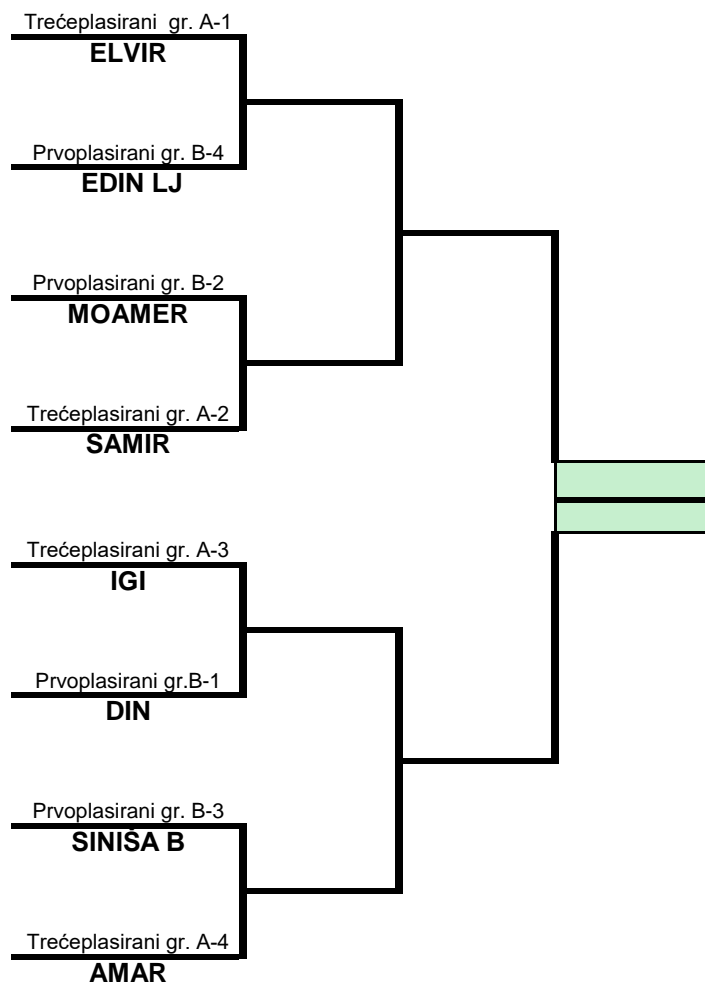 Trećeplasirani gr. A-1
ELVIR
Prvoplasirani gr. B-4
EDIN LJ
Prvoplasirani gr. B-2
MOAMER
Trećeplasirani gr. A-2
SAMIR
Trećeplasirani gr. A-3
IGI
Prvoplasirani gr.B-1
DIN
Prvoplasirani gr. B-3
SINIŠA B
Trećeplasirani gr. A-4
AMAR